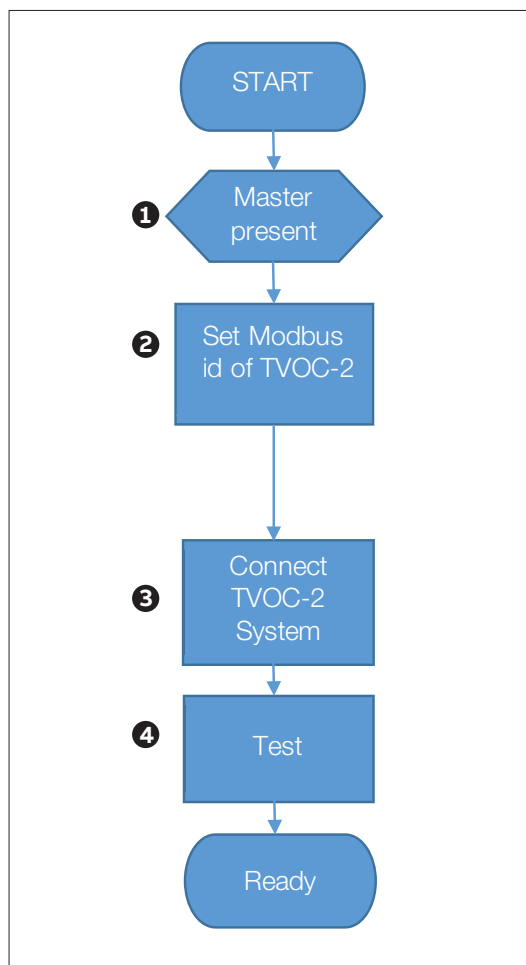 START
❶
Master
present
❷
Set Modbus
id of TVOC-2
❸
Connect
TVOC-2
System
❹
Test
Ready